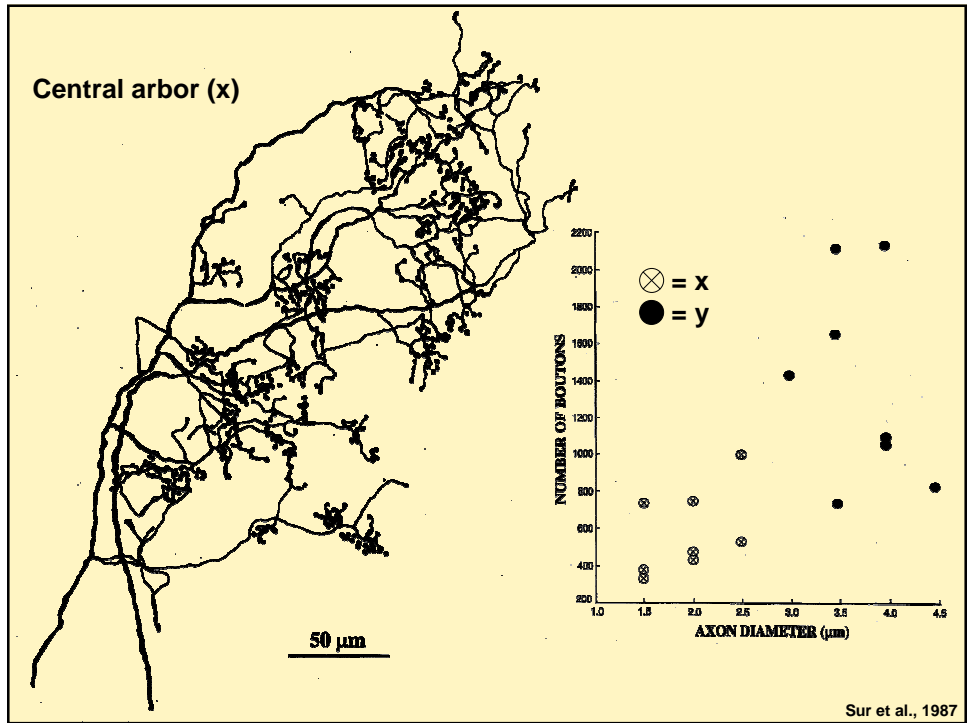 Central arbor (x)
50 µm
⊗ = x
● = y
NUMBER OF BOUTONS
2200
2000
1800
1600
1400
1200
1000
800
600
400
200
1.0 1.5 2.0 2.5 3.0 3.5 4.0 4.5
AXON DIAMETER (µm)
Sur et al., 1987